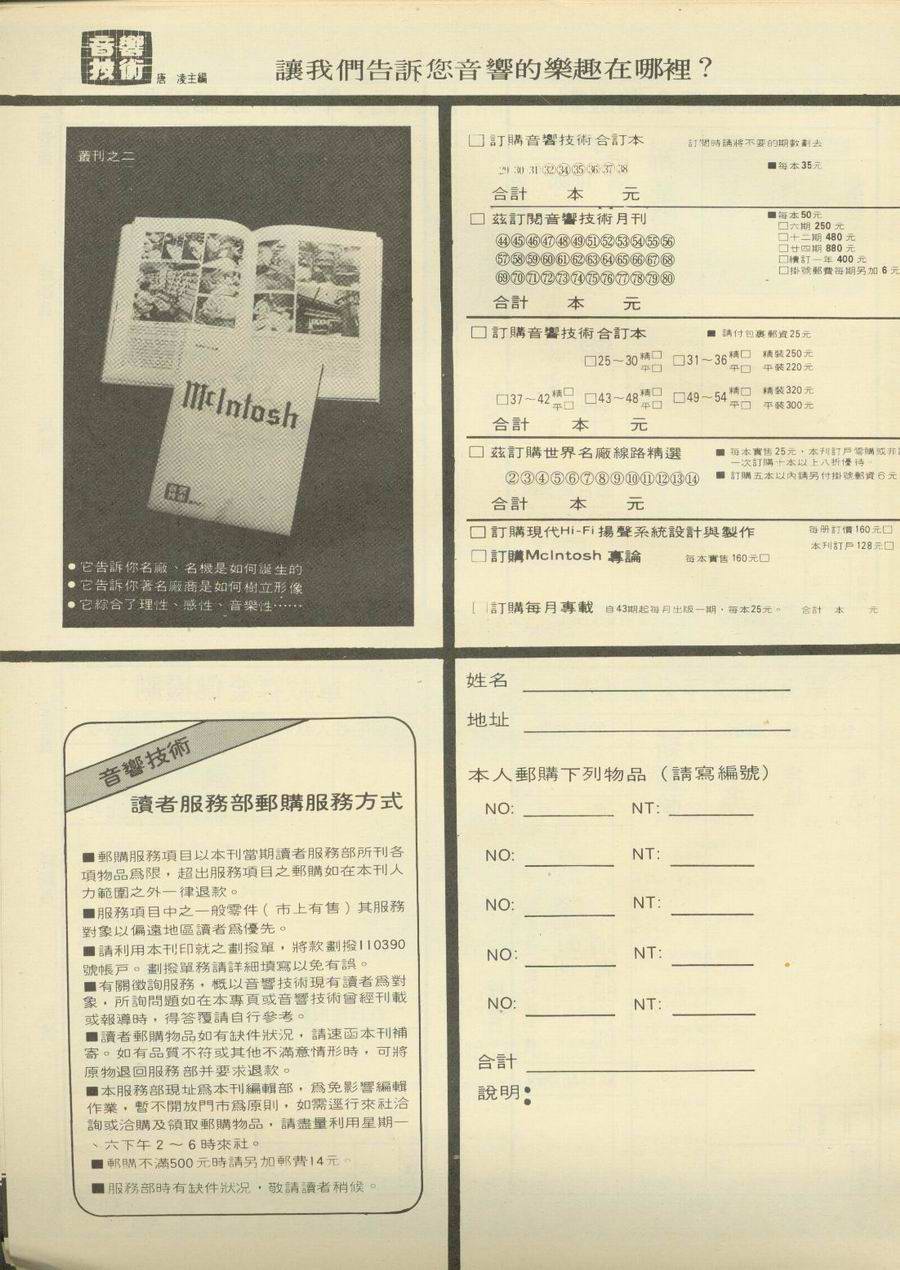 音響
技術
唐 凌主編
讓我們告訴您音響的樂趣在哪裡？
叢刊之二
McIntosh
● 它告訴你名廠、名機是如何誕生的
● 它告訴你著名廠商是如何樹立形像
● 它綜合了理性、感性、音樂性……
□ 訂購音響技術合訂本 訂閱時請將不要的期數劃去
29 30 31 ㉜㉞㉟36 37 38 ■每本35元
合計 本 元
□ 茲訂閱音響技術月刊 ■每本50元
□六期 250 元
㊹㊺㊻㊼㊽㊾51 52 53 54 55 56 □十二期 480 元
□廿四期 880 元
57 58 59 60 61 62 63 64 65 66 67 68 □續訂一年 400 元
69 70 71 72 73 74 75 76 77 78 79 80 □掛號郵費每期另加 6 元
合計 本 元
□ 訂購音響技術合訂本 ■ 請付包裹郵資25元
□25～30 精□ 平□ □31～36 精□ 平□ 精裝250元 平裝220元
□37～42 精□ 平□ □43～48 精□ 平□ □49～54 精□ 平□ 精裝320元 平裝300元
合計 本 元
□ 茲訂購世界名廠線路精選 ■ 每本實售25元，本刊訂戶零購或非
一次訂購十本以上八折優待。
②③④⑤⑥⑦⑧⑨⑩⑪⑫⑬⑭ ■ 訂購五本以內請另付掛號郵資6元
合計 本 元
□ 訂購現代Hi-Fi揚聲系統設計與製作 每册訂價160元□
本刊訂戶128元□
□ 訂購McIntosh 專論 每本實售160元□
□ 訂購每月專載 自43期起每月出版一期，每本25元。 合計 本 元
音響技術
讀者服務部郵購服務方式
■郵購服務項目以本刊當期讀者服務部所刊各
項物品爲限，超出服務項目之郵購如在本刊人
力範圍之外一律退款。
■服務項目中之一般零件（市上有售）其服務
對象以偏遠地區讀者爲優先。
■請利用本刊印就之劃撥單，將款劃撥110390
號帳戶。劃撥單務請詳細填寫以免有誤。
■有關徵詢服務，概以音響技術現有讀者爲對
象，所詢問題如在本專頁或音響技術曾經刊載
或報導時，得答覆請自行參考。
■讀者郵購物品如有缺件狀況，請速函本刊補
寄。如有品質不符或其他不滿意情形時，可將
原物退回服務部并要求退款。
■本服務部現址爲本刊編輯部，爲免影響編輯
作業，暫不開放門市爲原則，如需逕行來社洽
詢或洽購及領取郵購物品，請盡量利用星期一
、六下午2～6時來社。
■郵購不滿500元時請另加郵費14元。
■服務部時有缺件狀況，敬請讀者稍候。
姓名
地址
本人郵購下列物品（請寫編號）
NO: NT:
NO: NT:
NO: NT:
NO: NT:
NO: NT:
合計
說明：